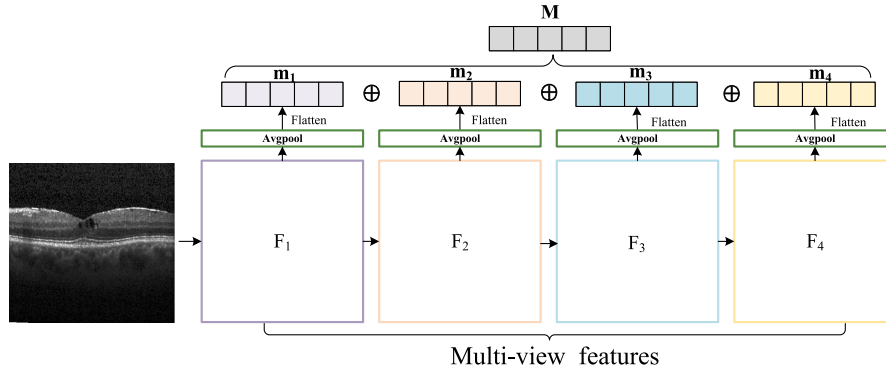 M
m1 m2 m3 m4
Flatten Flatten Flatten Flatten
Avgpool Avgpool Avgpool Avgpool
F1 F2 F3 F4
Multi-view features